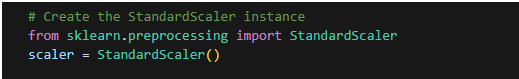 # Create the StandardScaler instance
from sklearn.preprocessing import StandardScaler
scaler = StandardScaler()